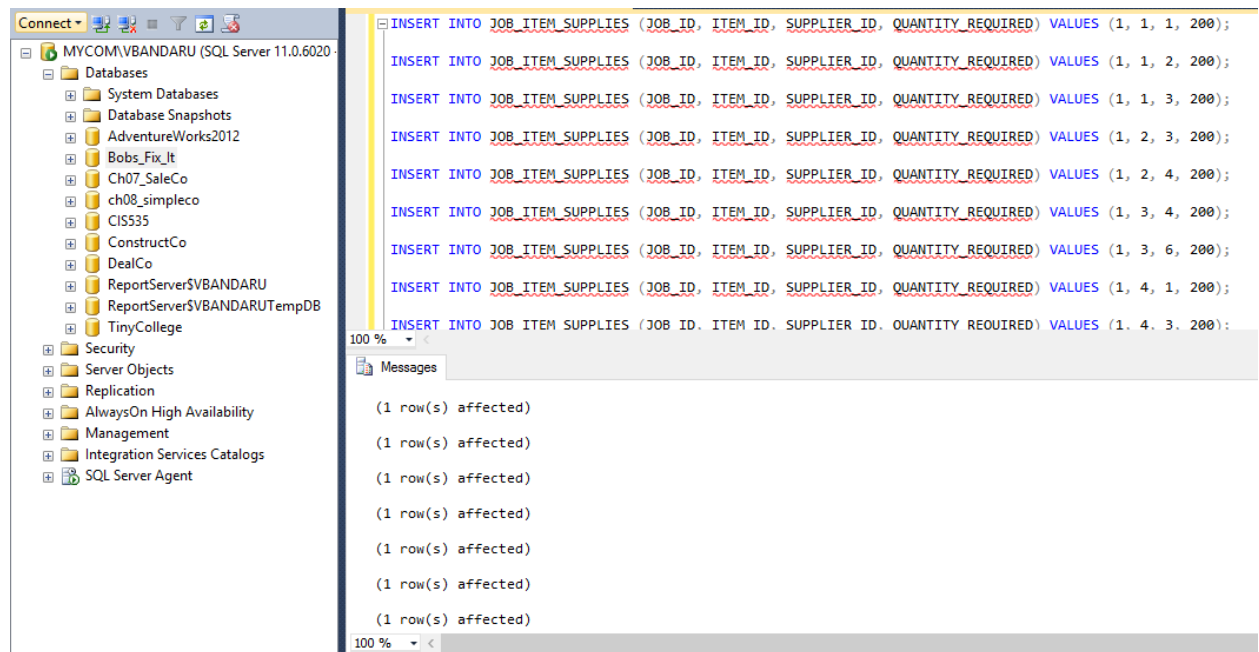 Connect
MYCOM\VBANDARU (SQL Server 11.0.6020 -
Databases
System Databases
Database Snapshots
AdventureWorks2012
Bobs_Fix_It
Ch07_SaleCo
ch08_simpleco
CIS535
ConstructCo
DealCo
ReportServer$VBANDARU
ReportServer$VBANDARUTempDB
TinyCollege
Security
Server Objects
Replication
AlwaysOn High Availability
Management
Integration Services Catalogs
SQL Server Agent
INSERT INTO JOB_ITEM_SUPPLIES (JOB_ID, ITEM_ID, SUPPLIER_ID, QUANTITY_REQUIRED) VALUES (1, 1, 1, 200);
INSERT INTO JOB_ITEM_SUPPLIES (JOB_ID, ITEM_ID, SUPPLIER_ID, QUANTITY_REQUIRED) VALUES (1, 1, 2, 200);
INSERT INTO JOB_ITEM_SUPPLIES (JOB_ID, ITEM_ID, SUPPLIER_ID, QUANTITY_REQUIRED) VALUES (1, 1, 3, 200);
INSERT INTO JOB_ITEM_SUPPLIES (JOB_ID, ITEM_ID, SUPPLIER_ID, QUANTITY_REQUIRED) VALUES (1, 2, 3, 200);
INSERT INTO JOB_ITEM_SUPPLIES (JOB_ID, ITEM_ID, SUPPLIER_ID, QUANTITY_REQUIRED) VALUES (1, 2, 4, 200);
INSERT INTO JOB_ITEM_SUPPLIES (JOB_ID, ITEM_ID, SUPPLIER_ID, QUANTITY_REQUIRED) VALUES (1, 3, 4, 200);
INSERT INTO JOB_ITEM_SUPPLIES (JOB_ID, ITEM_ID, SUPPLIER_ID, QUANTITY_REQUIRED) VALUES (1, 3, 6, 200);
INSERT INTO JOB_ITEM_SUPPLIES (JOB_ID, ITEM_ID, SUPPLIER_ID, QUANTITY_REQUIRED) VALUES (1, 4, 1, 200);
INSERT INTO JOB_ITEM_SUPPLIES (JOB_ID, ITEM_ID, SUPPLIER_ID, QUANTITY_REQUIRED) VALUES (1, 4, 3, 200);
100 %
Messages
(1 row(s) affected)
(1 row(s) affected)
(1 row(s) affected)
(1 row(s) affected)
(1 row(s) affected)
(1 row(s) affected)
(1 row(s) affected)
100 %